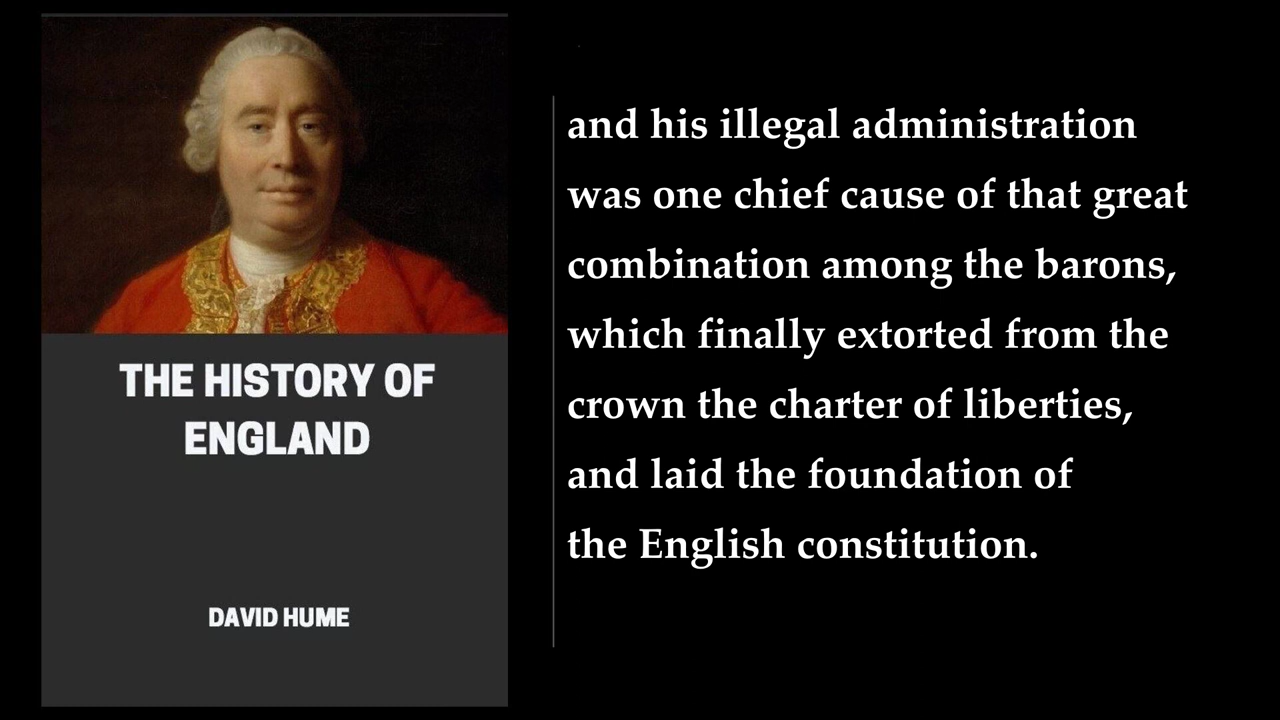 THE HISTORY OF
ENGLAND
DAVID HUME
and his illegal administration
was one chief cause of that great
combination among the barons,
which finally extorted from the
crown the charter of liberties,
and laid the foundation of
the English constitution.